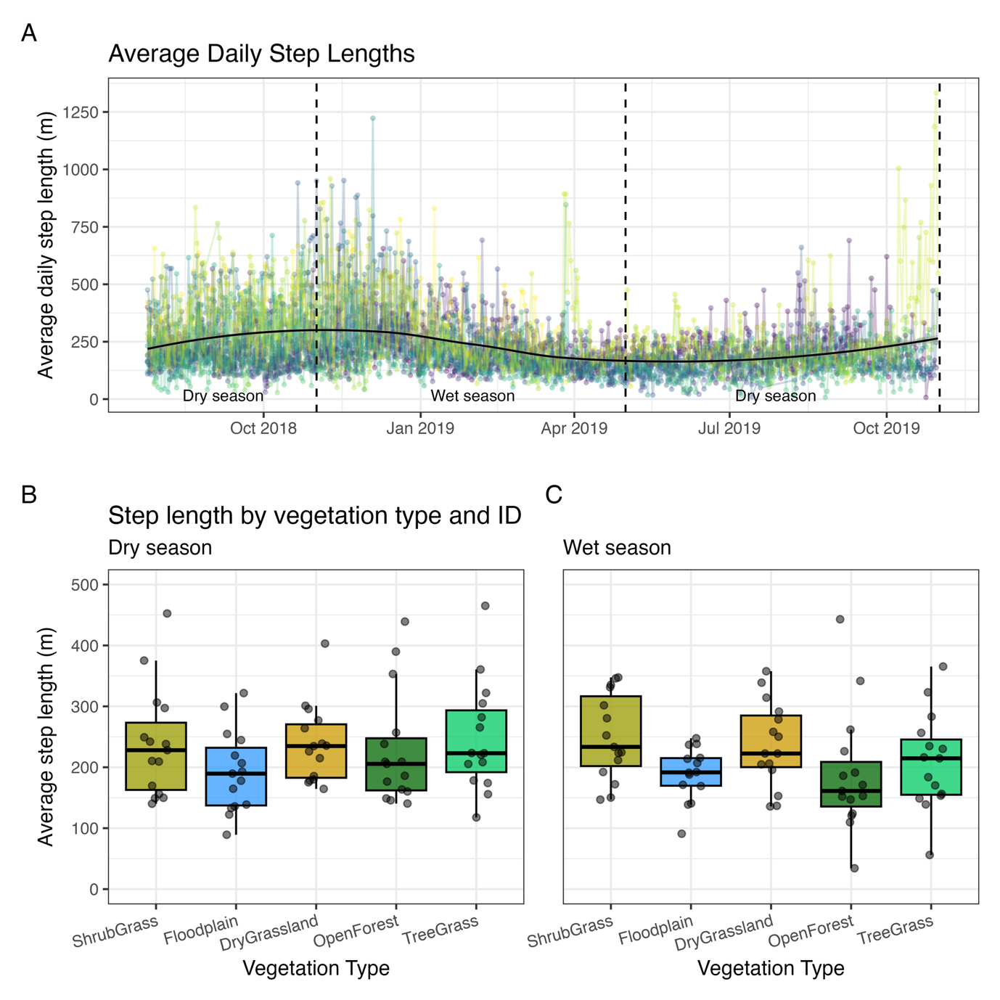 A
Average Daily Step Lengths
Average daily step length (m)
1250
1000
750
500
250
0
Dry season
Wet season
Dry season
Oct 2018
Jan 2019
Apr 2019
Jul 2019
Oct 2019
B
Step length by vegetation type and ID
Dry season
Average step length (m)
500
400
300
200
100
0
ShrubGrass
Floodplain
DryGrassland
OpenForest
TreeGrass
Vegetation Type
C
Wet season
ShrubGrass
Floodplain
DryGrassland
OpenForest
TreeGrass
Vegetation Type